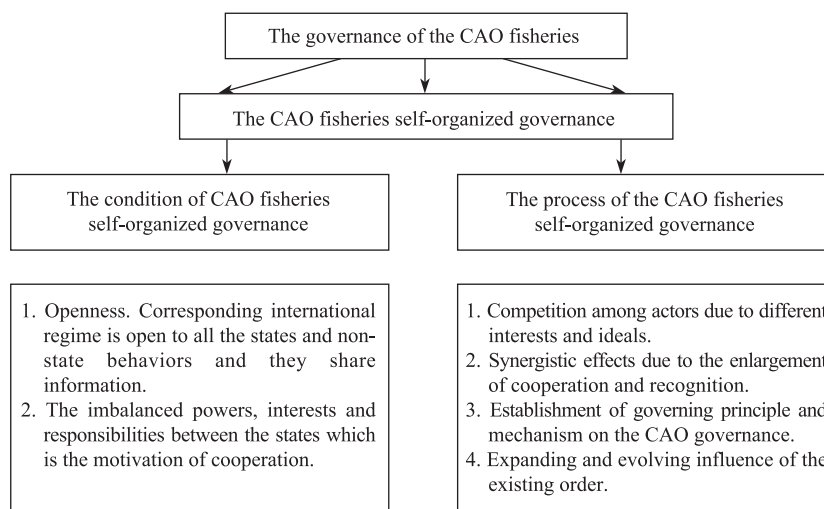 The governance of the CAO fisheries
The CAO fisheries self-organized governance
The condition of CAO fisheries
self-organized governance
The process of the CAO fisheries
self-organized governance
1. Openness. Corresponding international
regime is open to all the states and non-
state behaviors and they share
information.
2. The imbalanced powers, interests and
responsibilities between the states which
is the motivation of cooperation.
1. Competition among actors due to different
interests and ideals.
2. Synergistic effects due to the enlargement
of cooperation and recognition.
3. Establishment of governing principle and
mechanism on the CAO governance.
4. Expanding and evolving influence of the
existing order.